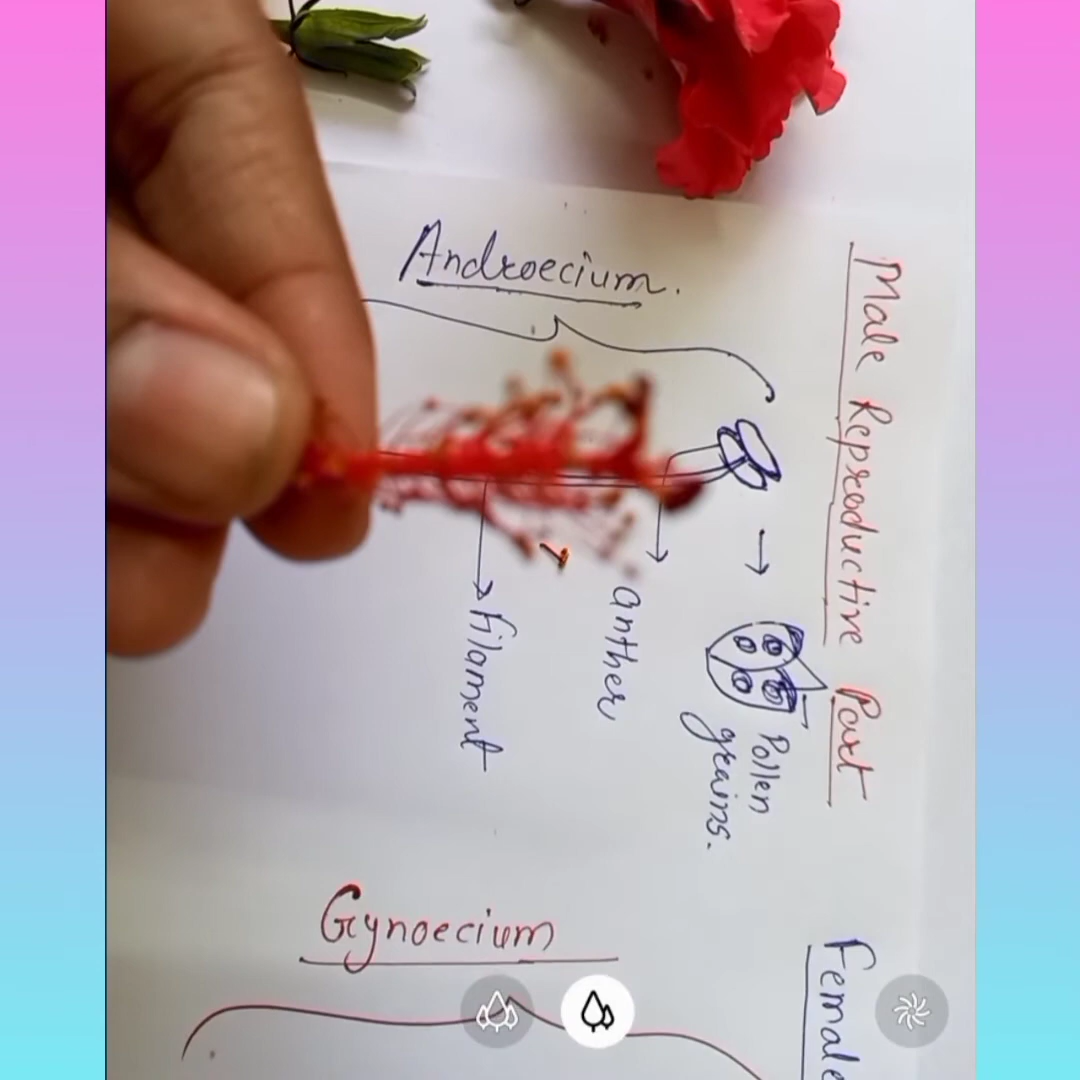 Male Reproductive Part
Androecium.
Pollen
grains.
anther
filament
Female
Gynoecium